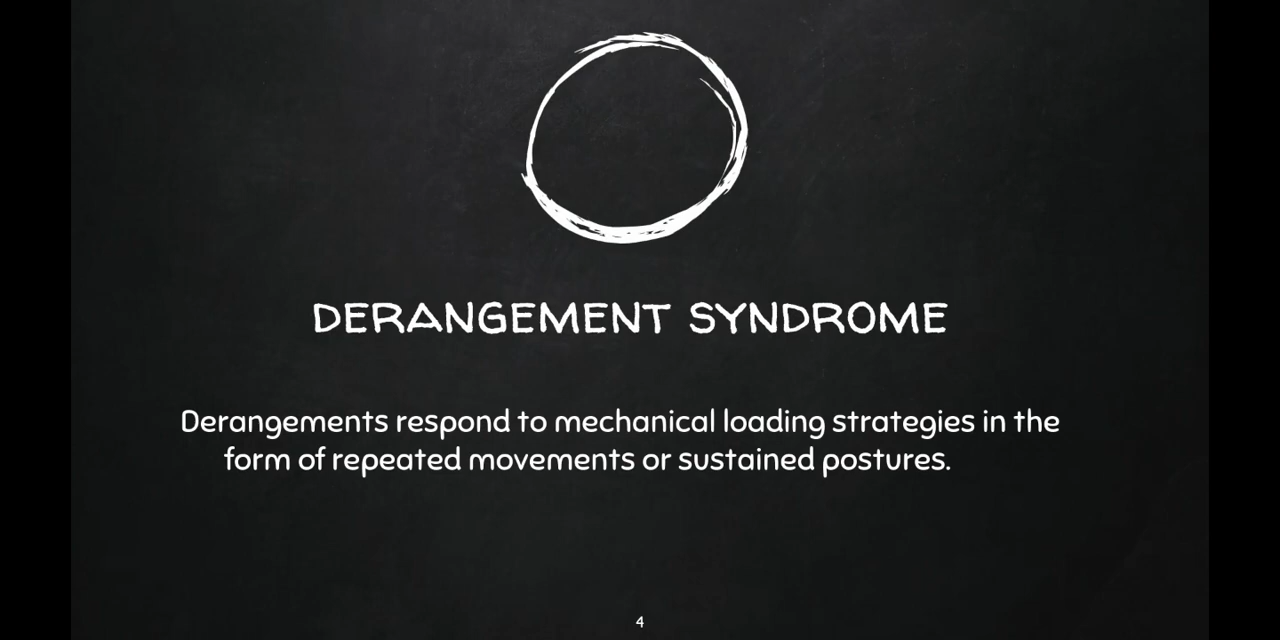 DERANGEMENT SYNDROME
Derangements respond to mechanical loading strategies in the
form of repeated movements or sustained postures.
4